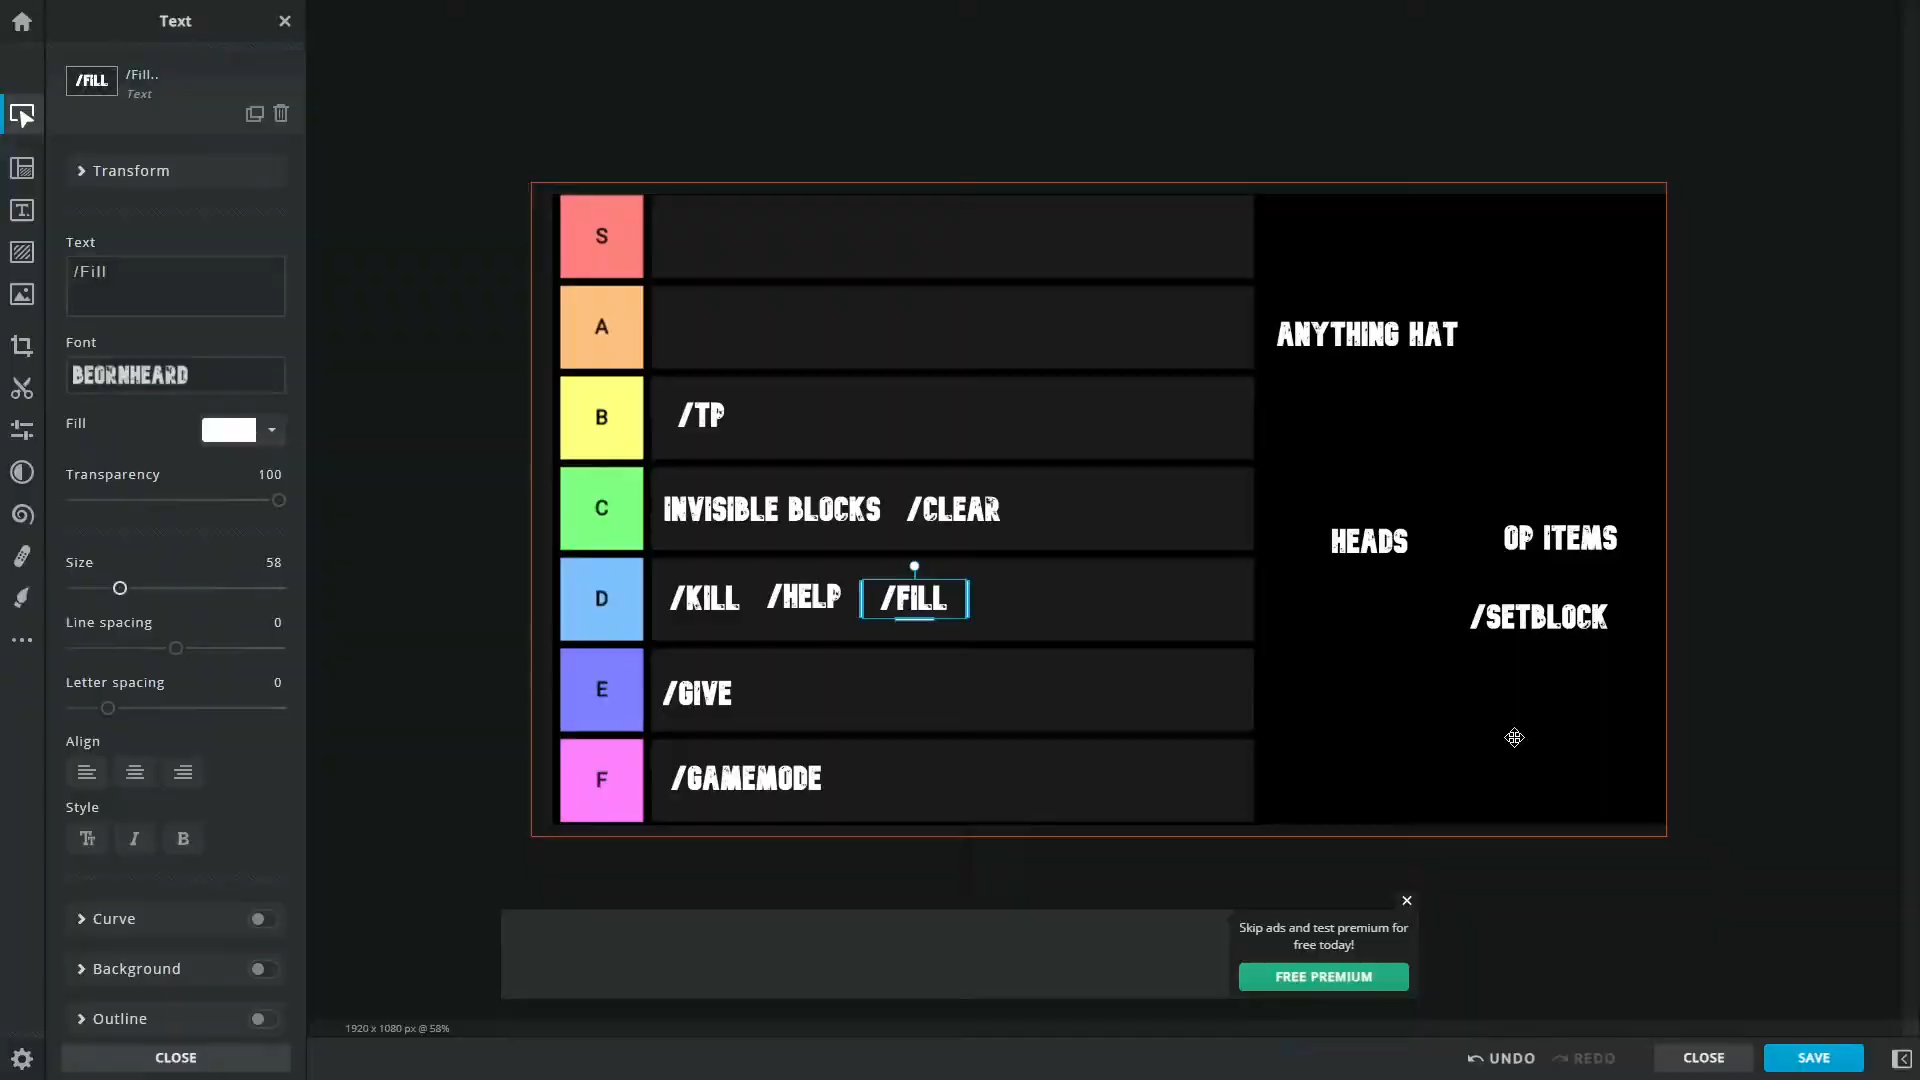 Text
/FILL
/Fill..
Text
Transform
Text
/Fill
Font
BEORNHEARD
Fill
Transparency 100
Size 58
Line spacing 0
Letter spacing 0
Align
Style
Curve
Background
Outline
CLOSE
S
A
ANYTHING HAT
B
/TP
C
INVISIBLE BLOCKS /CLEAR
HEADS
OP ITEMS
D
/KILL /HELP /FILL
/SETBLOCK
E
/GIVE
F
/GAMEMODE
Skip ads and test premium for
free today!
FREE PREMIUM
1920 x 1080 px @ 58%
UNDO
REDO
CLOSE
SAVE